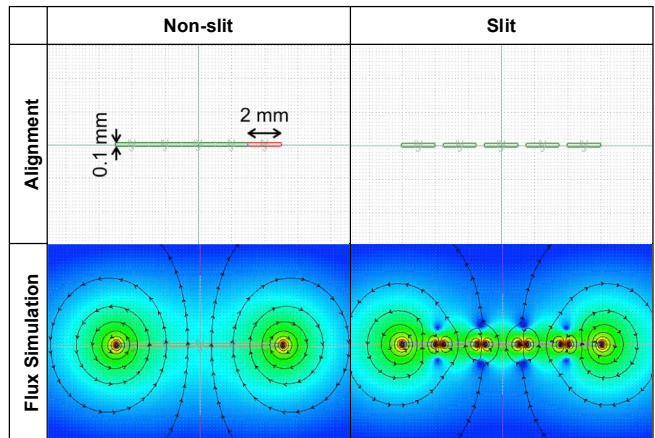 Non-slit
Slit
Alignment
0.1 mm
2 mm
Flux Simulation